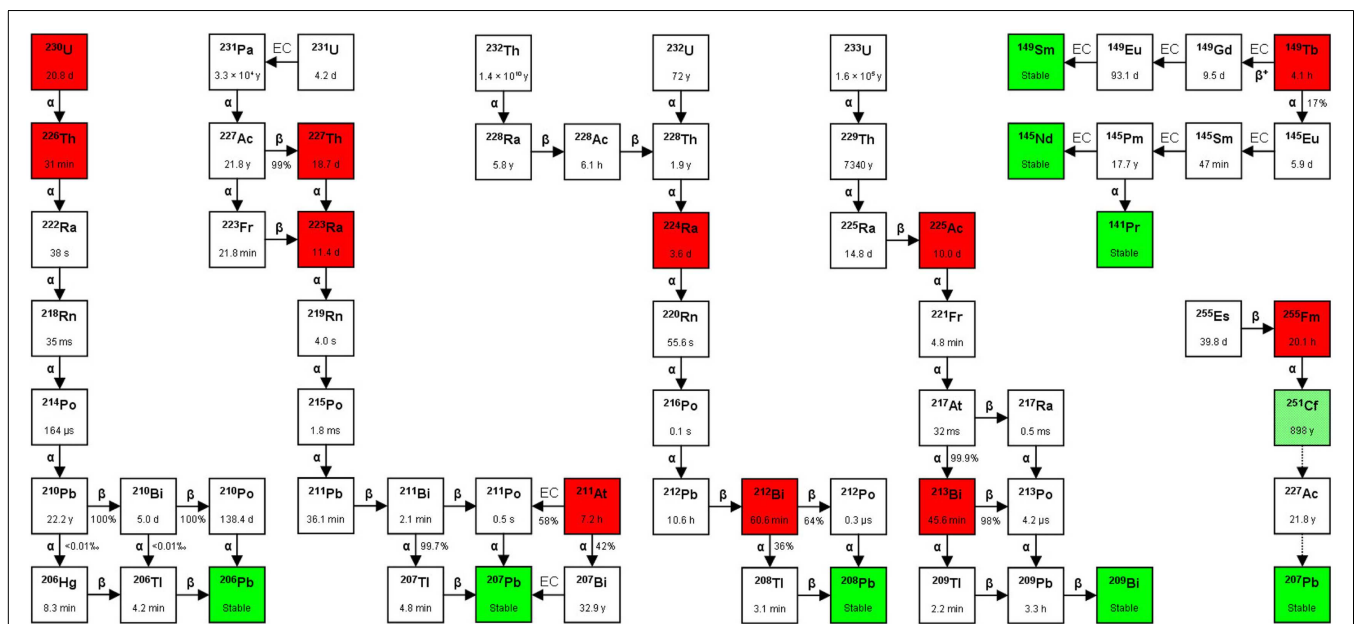 ²³⁰U ²³¹Pa EC ²³¹U ²³²Th ²³²U ²³³U ¹⁴⁹Sm EC ¹⁴⁹Eu EC ¹⁴⁹Gd EC ¹⁴⁹Tb
20.8 d 3.3 × 10⁴ y 4.2 d 1.4 × 10¹⁰ y 72 y Stable 93.1 d 9.5 d β⁺ 4.1 h
α α α α α α 17%
²²⁶Th ²²⁷Ac β ²²⁷Th ²²⁸Ra β ²²⁸Ac β ²²⁸Th ²²⁹Th ¹⁴⁵Nd EC ¹⁴⁵Pm EC ¹⁴⁵Sm EC ¹⁴⁵Eu
31 min 21.8 y 99% 18.7 d 5.8 y 6.1 h 1.9 y 7340 y Stable 17.7 y 47 min 5.9 d
α α α α α α
²²²Ra ²²³Fr β ²²³Ra ²²⁴Ra ²²⁵Ra β ²²⁵Ac ¹⁴¹Pr
38 s 21.8 min 11.4 d 3.6 d 14.8 d 10.0 d Stable
α α α α
²¹⁸Rn ²¹⁹Rn ²²⁰Rn ²²¹Fr ²⁵⁵Es β ²⁵⁵Fm
35 ms 4.0 s 55.6 s 4.8 min 39.8 d 20.1 h
α α α α α
²¹⁴Po ²¹⁵Po ²¹⁶Po ²¹⁷At β ²¹⁷Ra ²⁵¹Cf
164 µs 1.8 ms 0.1 s 32 ms 0.5 ms 898 y
α α α α 99.9% α
²¹⁰Pb β ²¹⁰Bi β ²¹⁰Po ²¹¹Pb β ²¹¹Bi β ²¹¹Po EC ²¹¹At ²¹²Pb β ²¹²Bi β ²¹²Po ²¹³Bi β ²¹³Po ²²⁷Ac
22.2 y 100% 5.0 d 100% 138.4 d 36.1 min 2.1 min 0.5 s 58% 7.2 h 10.6 h 60.6 min 64% 0.3 µs 45.6 min 98% 4.2 µs 21.8 y
α <0.01‰ α <0.01‰ α α 99.7% α α 42% α 36% α α α
²⁰⁶Hg β ²⁰⁶Tl β ²⁰⁶Pb ²⁰⁷Tl β ²⁰⁷Pb EC ²⁰⁷Bi ²⁰⁸Tl β ²⁰⁸Pb ²⁰⁹Tl β ²⁰⁹Pb β ²⁰⁹Bi ²⁰⁷Pb
8.3 min 4.2 min Stable 4.8 min Stable 32.9 y 3.1 min Stable 2.2 min 3.3 h Stable Stable